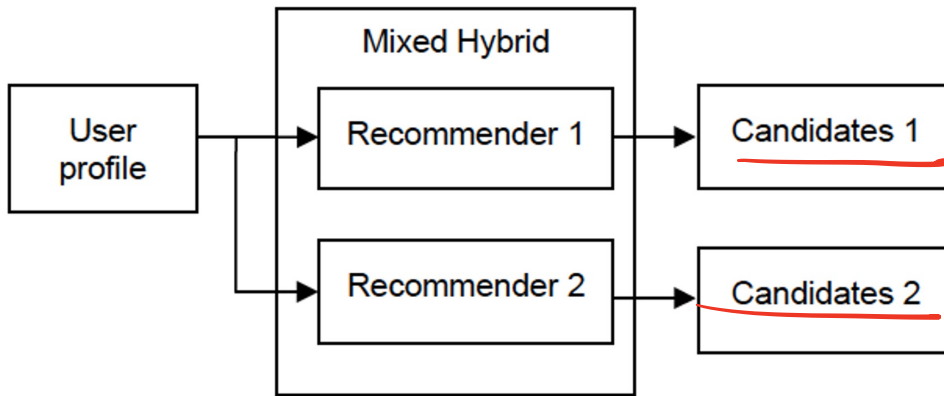 Mixed Hybrid
User
profile
Recommender 1
Candidates 1
Recommender 2
Candidates 2